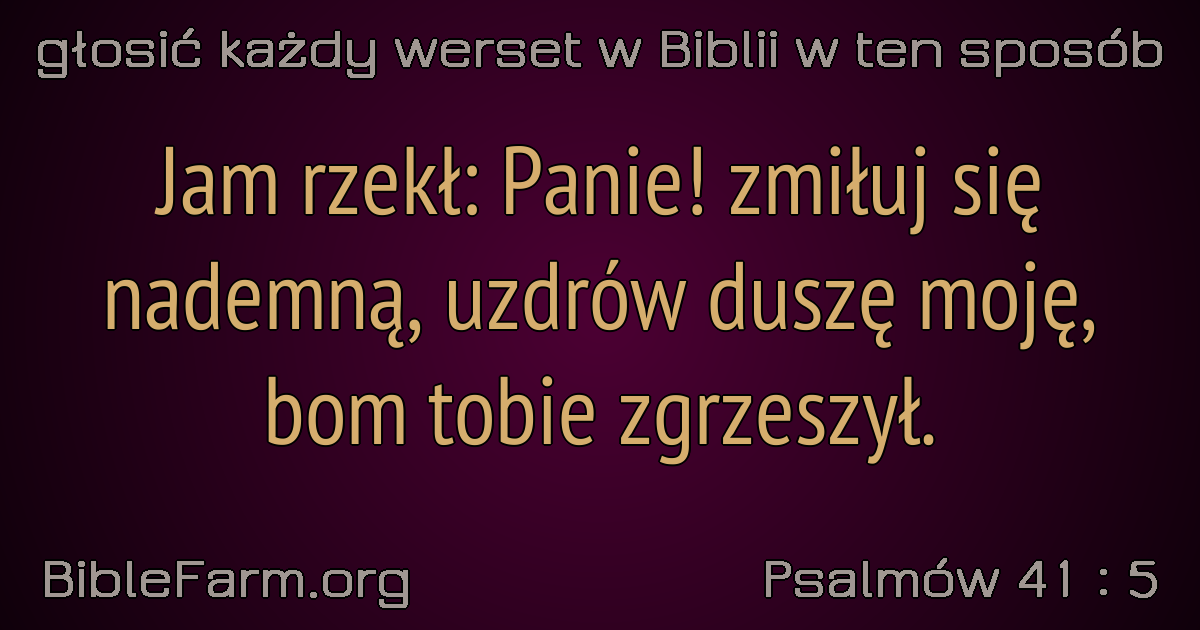 głosić każdy werset w Biblii w ten sposób
Jam rzekł: Panie! zmiłuj się
nademną, uzdrów duszę moję,
bom tobie zgrzeszył.
BibleFarm.org
Psalmów 41 : 5